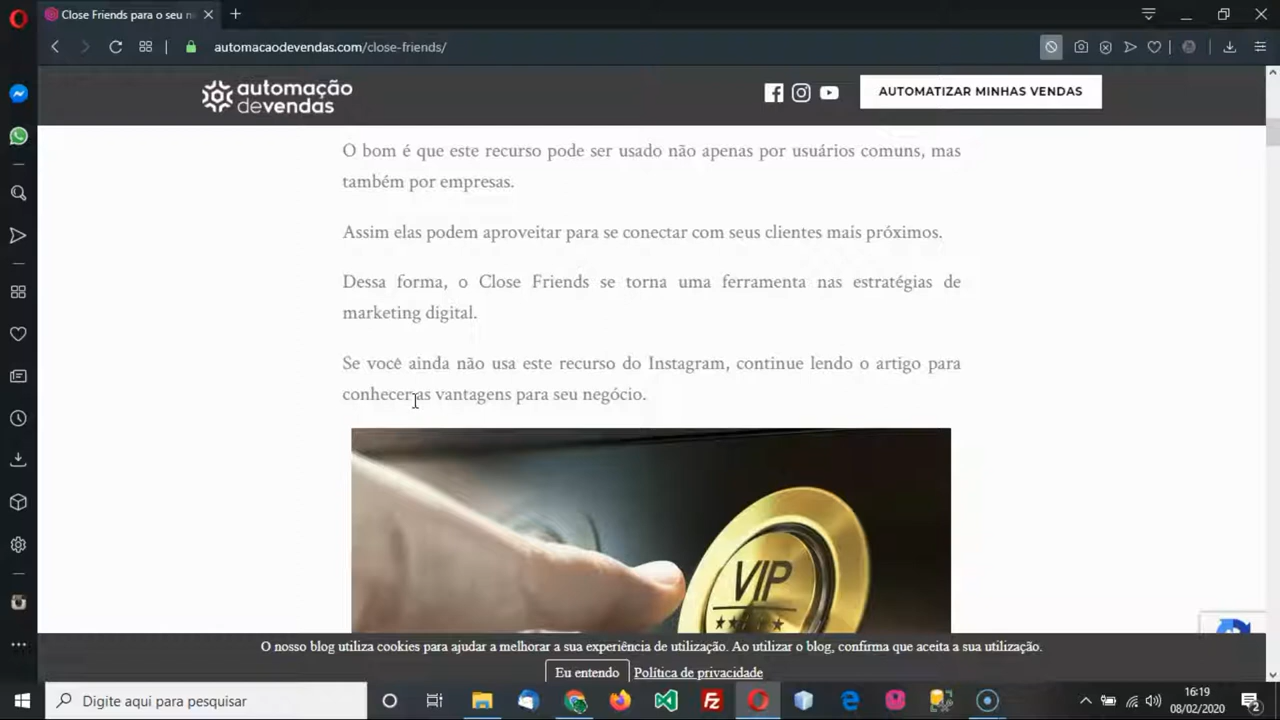 Close Friends para o seu n
automacaodevendas.com/close-friends/
automação
devendas
AUTOMATIZAR MINHAS VENDAS
O bom é que este recurso pode ser usado não apenas por usuários comuns, mas
também por empresas.
Assim elas podem aproveitar para se conectar com seus clientes mais próximos.
Dessa forma, o Close Friends se torna uma ferramenta nas estratégias de
marketing digital.
Se você ainda não usa este recurso do Instagram, continue lendo o artigo para
conhecer as vantagens para seu negócio.
VIP
O nosso blog utiliza cookies para ajudar a melhorar a sua experiência de utilização. Ao utilizar o blog, confirma que aceita a sua utilização.
Eu entendo Política de privacidade
Digite aqui para pesquisar
16:19
08/02/2020
2